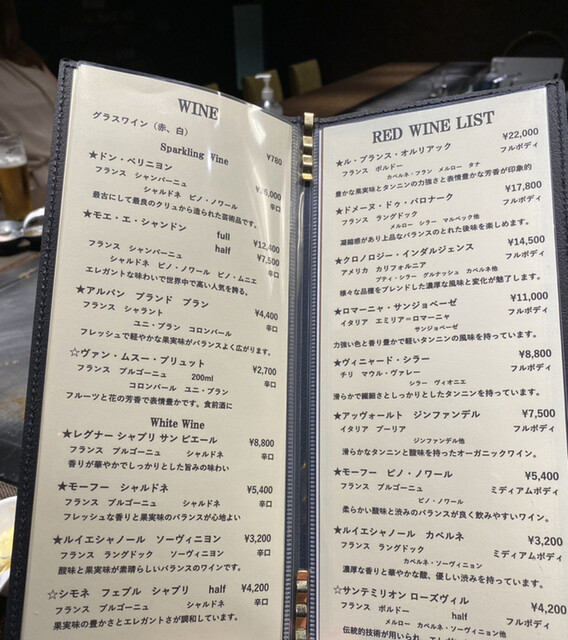 WINE
グラスワイン（赤、白） ¥780
Sparkling Wine
★ドン・ペリニヨン
フランス シャンパーニュ 辛口
シャルドネ ピノ・ノワール
最古にして最良のクリュから造られた芸術品です。
★モエ・エ・シャンドン
full ¥12,400
フランス シャンパーニュ half ¥7,500
シャルドネ ピノ・ノワール ピノ・ムニエ 辛口
エレガントな味わいで世界中で高い人気を誇る。
★アルパン ブランド ブラン ¥4,400
フランス シャラント 辛口
ユニ・ブラン コロンバール
フレッシュで軽やかな果実味がバランスよく広がります。
☆ヴァン・ムスー・ブリュット ¥2,700
フランス ブルゴーニュ 200ml 辛口
コロンバール ユニ・ブラン
フルーツと花の芳香で表情豊かです。食前酒に
White Wine
★レグナー シャブリ サン ピエール ¥8,800
フランス ブルゴーニュ シャルドネ 辛口
香りが華やかでしっかりとした旨みの味わい
★モーフー シャルドネ ¥5,400
フランス ブルゴーニュ シャルドネ 辛口
フレッシュな香りと果実味のバランスが心地よい
★ルイエシャノール ソーヴィニヨン ¥3,200
フランス ラングドック ソーヴィニヨン 辛口
酸味と果実味が素晴らしいバランスのワインです。
☆シモネ フェブル シャブリ half ¥4,200
フランス ブルゴーニュ シャルドネ 辛口
果実味の豊かさとエレガントさが調和しています。
RED WINE LIST
★ル・プランス・オルリアック ¥22,000
フランス ボルドー フルボディ
カベルネ・フラン メルロー タナ
豊かな果実味とタンニンの力強さと表情豊かな芳香が印象的
★ドメーヌ・ドゥ・バロナーク ¥17,800
フランス ラングドック フルボディ
メルロー シラー マルベック他
凝縮感があり上品なバランスのとれた後味を楽しめます。
★クロノロジー・インダルジェンス ¥14,500
アメリカ カリフォルニア フルボディ
プティ・シラー グルナッシュ カベルネ他
様々な品種をブレンドした濃厚な風味と変化が魅了します。
★ロマーニャ・サンジョベーゼ ¥11,000
イタリア エミリア＝ロマーニャ フルボディ
サンジョベーゼ
力強い色と香り豊かで軽いタンニンの風味を持っています。
★ヴィニャード・シラー ¥8,800
チリ マウル・ヴァレー フルボディ
シラー ヴィオニエ
滑らかで繊細さとしっかりとしたタンニンを持っています。
★アッヴォールト ジンファンデル ¥7,500
イタリア プーリア フルボディ
ジンファンデル他
滑らかなタンニンと酸味を持ったオーガニックワイン。
★モーフー ピノ・ノワール ¥5,400
フランス ブルゴーニュ ミディアムボディ
ピノ・ノワール
柔らかい酸味と渋みのバランスが良く飲みやすいワイン。
★ルイエシャノール カベルネ ¥3,200
フランス ラングドック ミディアムボディ
カベルネ・ソーヴィニヨン
濃厚な香りと華やかな酸、優しい渋みを持っています。
☆サンテミリオン ローズヴィル ¥4,200
フランス ボルドー half フルボディ
メルロー カベルネ・ソーヴィニョン他
伝統的技術が用いられ